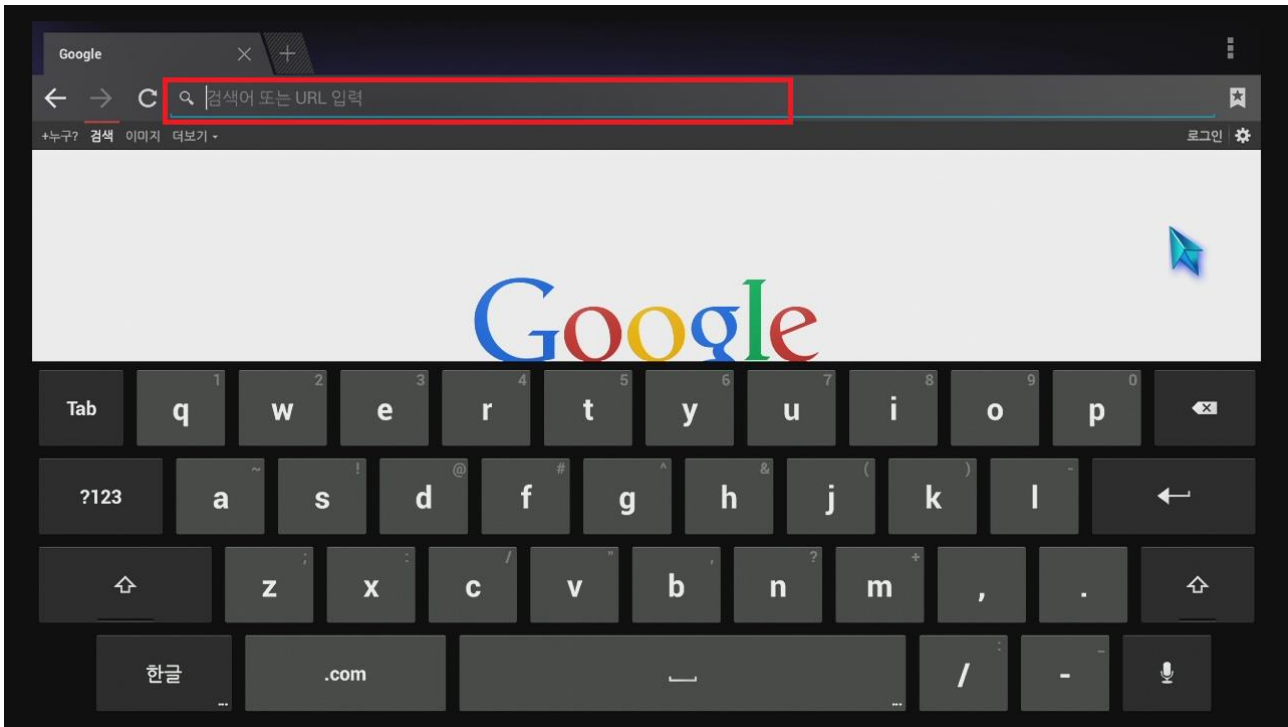 Google
검색어 또는 URL 입력
+누구? 검색 이미지 더보기 로그인
Google
Tab q 1 w 2 e 3 r 4 t 5 y 6 u 7 i 8 o 9 p 0
?123 a ~ s ! d @ f # g ^ h & j ( k ) l -
z ; x : c / v " b , n ? m + , .
한글 ... .com ... / : - _